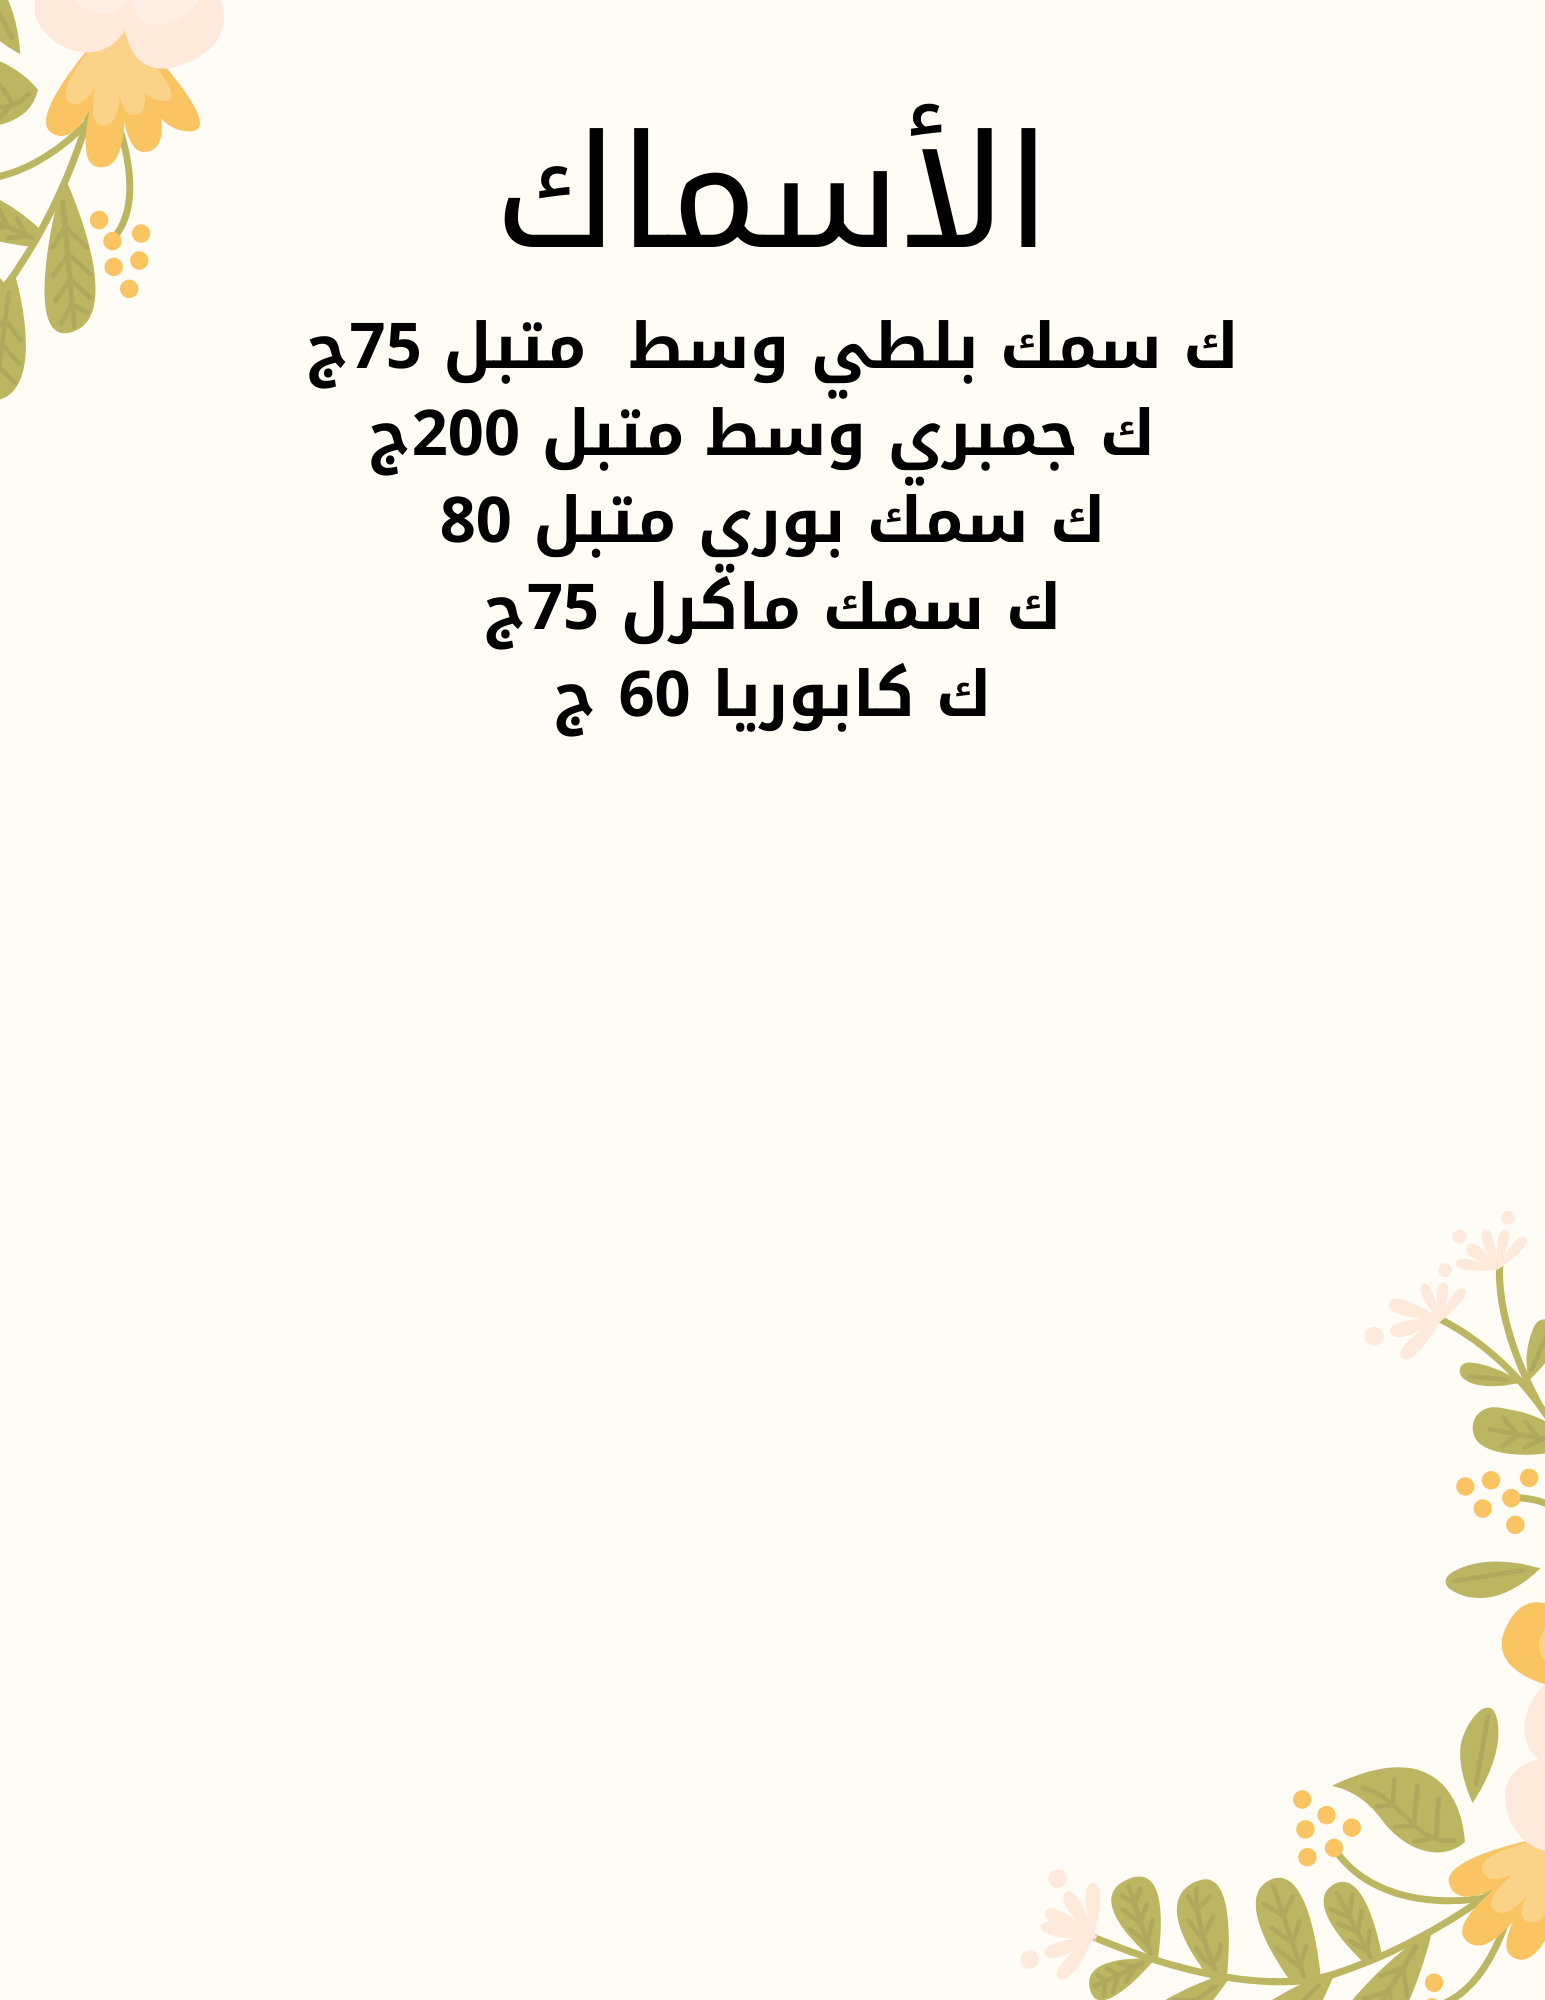 الأسماك
ك سمك بلطي وسط  متبل 75ج
ك جمبري وسط متبل 200ج
ك سمك بوري متبل 80
ك سمك ماكرل 75ج
ك كابوريا 60 ج